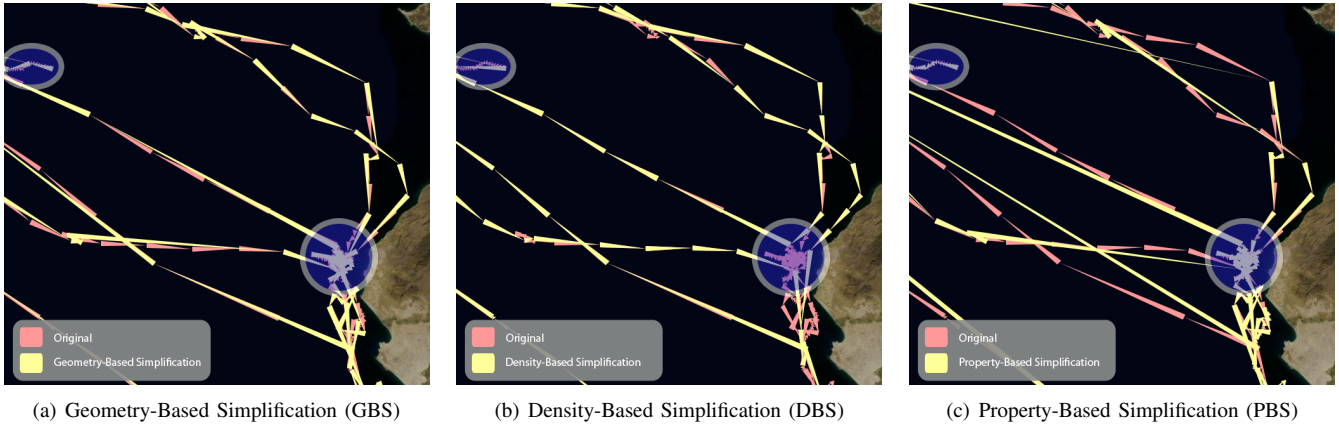 Original
Geometry-Based Simplification
(a) Geometry-Based Simplification (GBS)
Original
Density-Based Simplification
(b) Density-Based Simplification (DBS)
Original
Property-Based Simplification
(c) Property-Based Simplification (PBS)